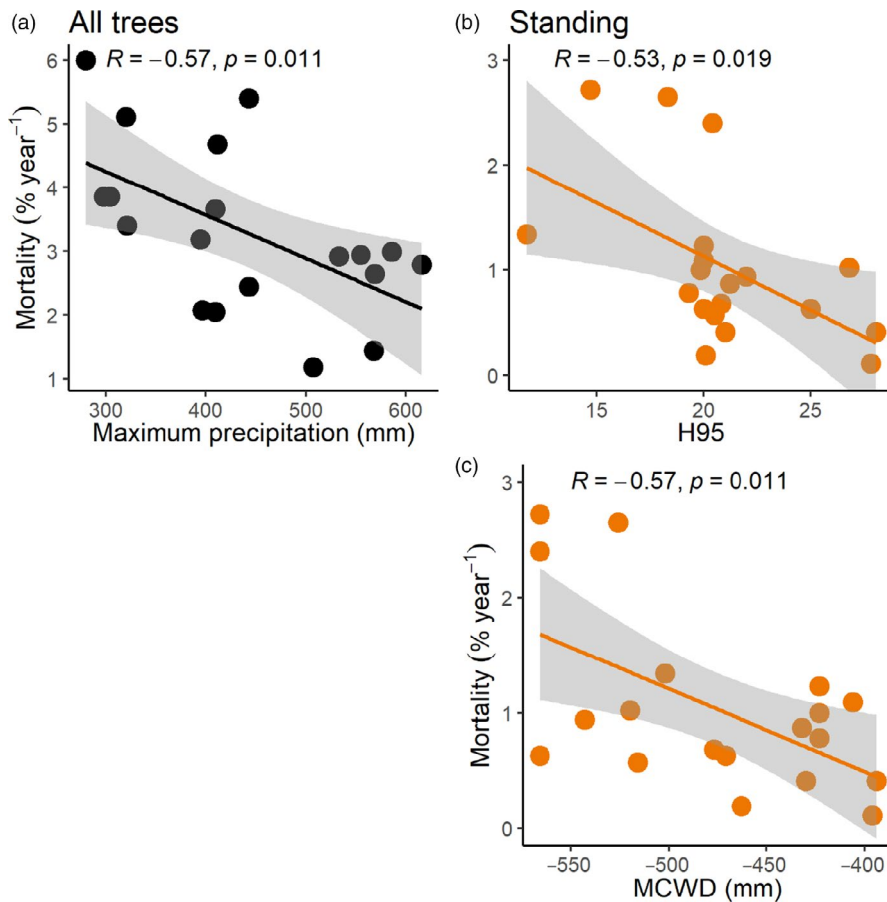 (a) All trees
R = −0.57, p = 0.011
6
5
4
3
2
1
Mortality (% year⁻¹)
300 400 500 600
Maximum precipitation (mm)
(b) Standing
R = −0.53, p = 0.019
3
2
1
0
15 20 25
H95
(c)
R = −0.57, p = 0.011
3
2
1
0
Mortality (% year⁻¹)
−550 −500 −450 −400
MCWD (mm)